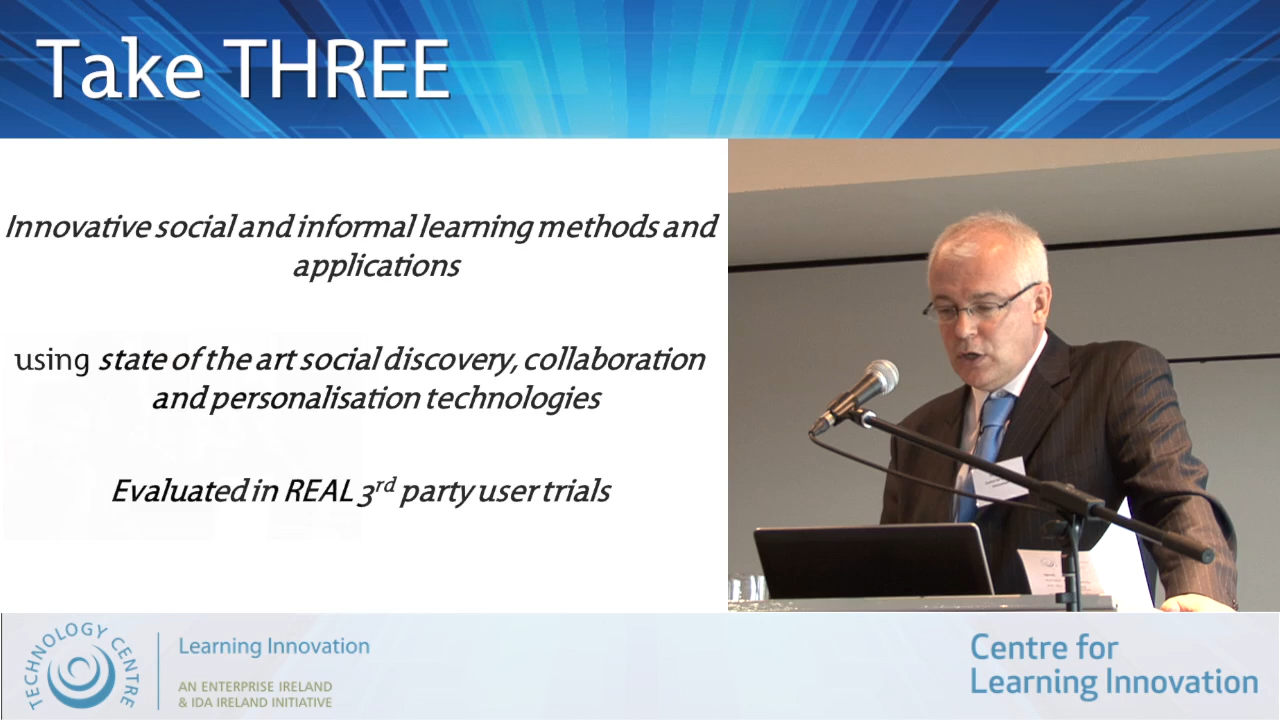 Take THREE
Innovative social and informal learning methods and
applications
using state of the art social discovery, collaboration
and personalisation technologies
Evaluated in REAL 3rd party user trials
TECHNOLOGY CENTRE
Learning Innovation
AN ENTERPRISE IRELAND
& IDA IRELAND INITIATIVE
Centre for
Learning Innovation